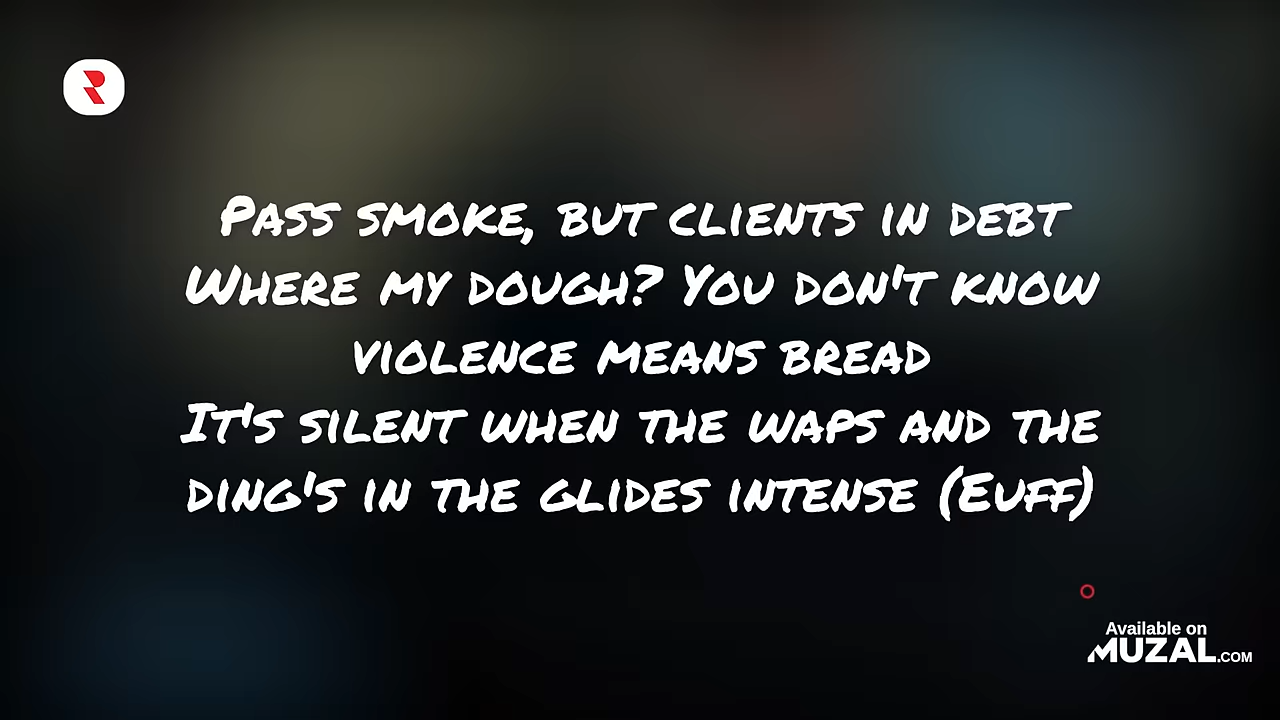 Pass smoke, but clients in debt
Where my dough? You don't know
violence means bread
It's silent when the waps and the
ding's in the glides intense (Euff)
Available on
MUZAL.COM